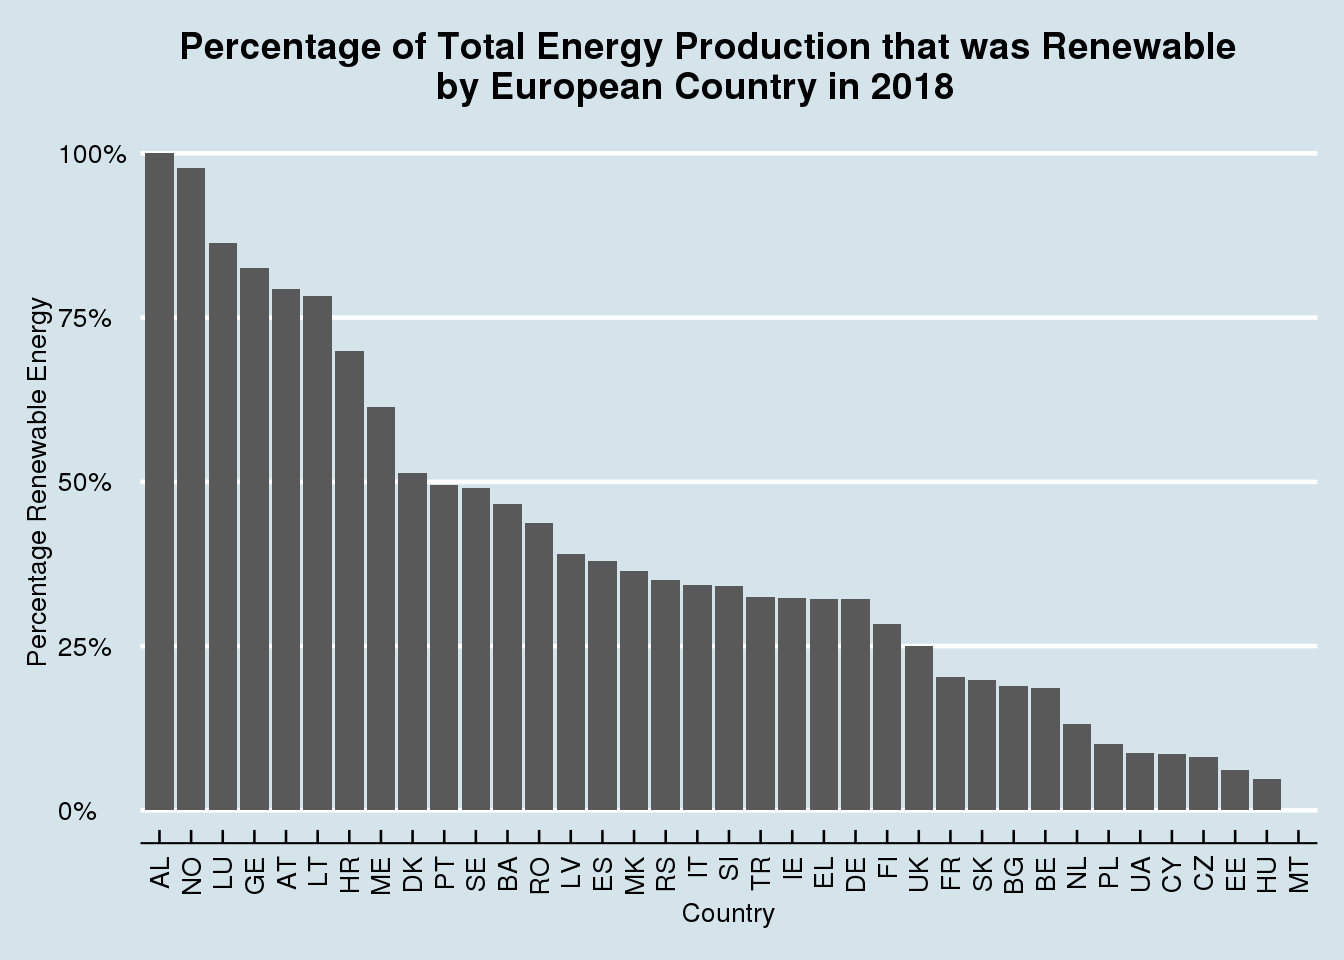 Percentage of Total Energy Production that was Renewable
by European Country in 2018
Percentage Renewable Energy
100%
75%
50%
25%
0%
AL NO LU GE AT LT HR ME DK PT SE BA RO LV ES MK RS IT SI TR IE EL DE FI UK FR SK BG BE NL PL UA CY CZ EE HU MT
Country